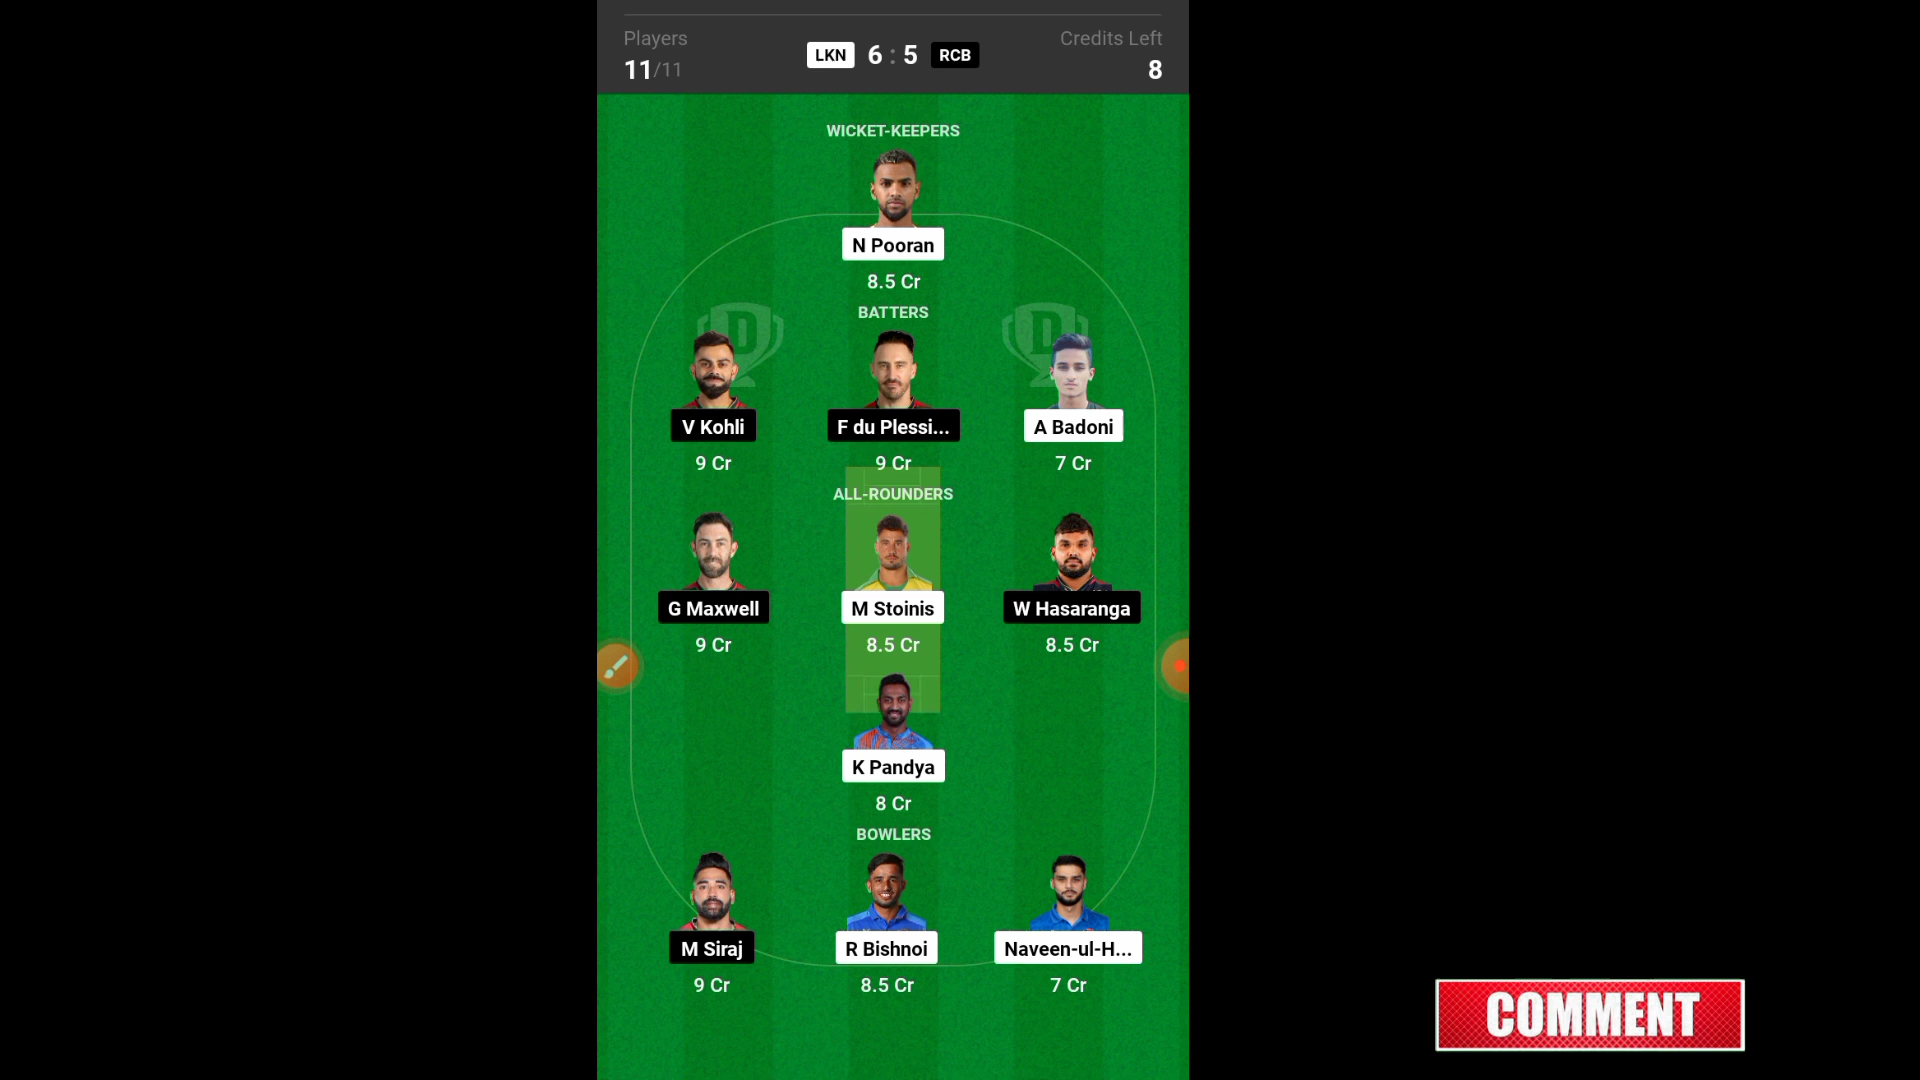 Players
11/11
LKN 6 : 5 RCB
Credits Left
8
WICKET-KEEPERS
N Pooran
8.5 Cr
BATTERS
V Kohli
F du Plessi...
A Badoni
9 Cr
9 Cr
7 Cr
ALL-ROUNDERS
G Maxwell
M Stoinis
W Hasaranga
9 Cr
8.5 Cr
8.5 Cr
K Pandya
8 Cr
BOWLERS
M Siraj
R Bishnoi
Naveen-ul-H...
9 Cr
8.5 Cr
7 Cr
COMMENT